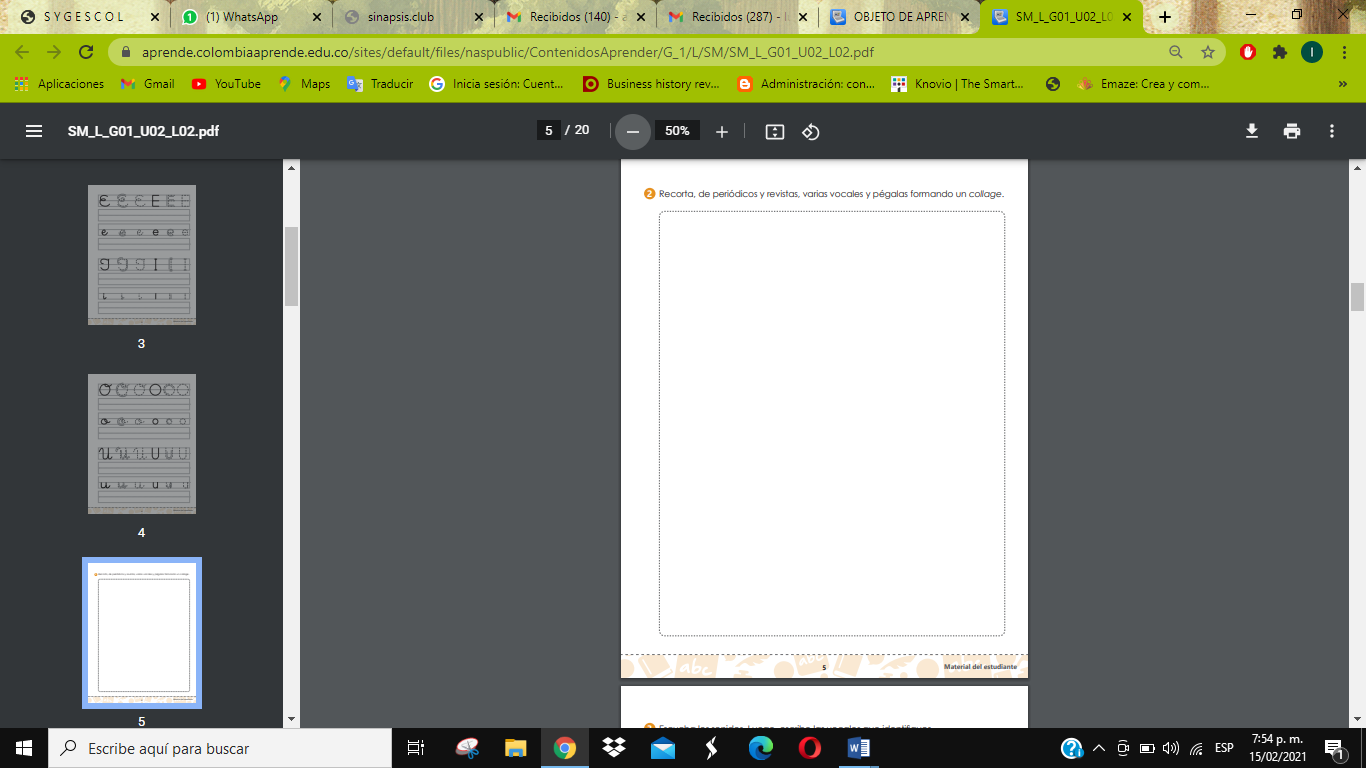 S Y G E S C O L
(1) WhatsApp
sinapsis.club
Recibidos (140) - a
Recibidos (287) - l
OBJETO DE APREN
SM_L_G01_U02_L0
aprende.colombiaaprende.edu.co/sites/default/files/naspublic/ContenidosAprender/G_1/L/SM/SM_L_G01_U02_L02.pdf
Aplicaciones
Gmail
YouTube
Maps
Traducir
Inicia sesión: Cuent...
Business history rev...
Administración: con...
Knovio | The Smart...
Emaze: Crea y com...
SM_L_G01_U02_L02.pdf
5 / 20
50%
3
4
5
2 Recorta, de periódicos y revistas, varias vocales y pégalas formando un collage.
abc
5
Material del estudiante
Escribe aquí para buscar
ESP
7:54 p. m.
15/02/2021
1